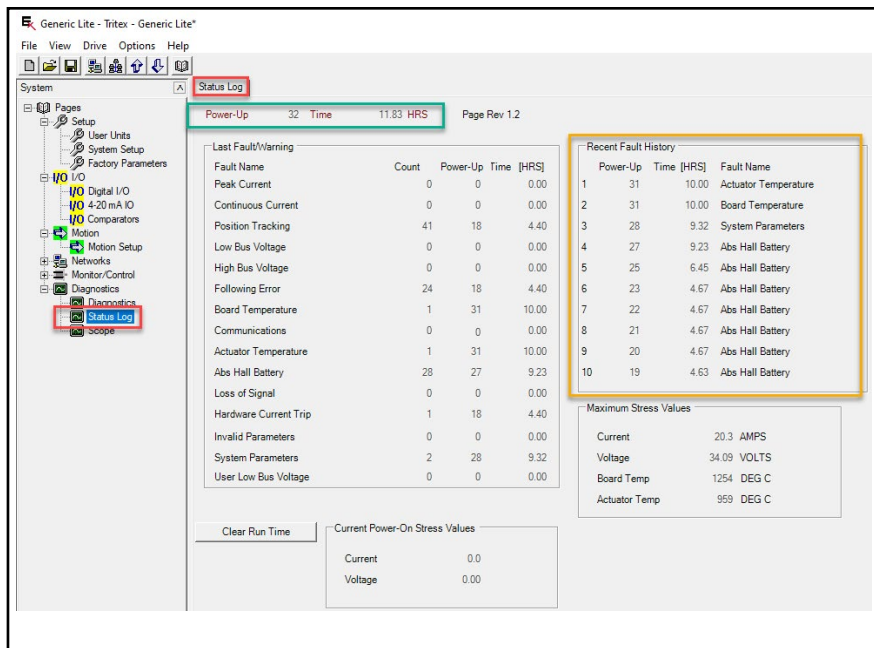 Generic Lite - Tritex - Generic Lite*
File View Drive Options Help
System
Status Log
Pages
Setup
User Units
System Setup
Factory Parameters
I/O I/O
I/O Digital I/O
I/O 4-20 mA IO
I/O Comparators
Motion
Motion Setup
Networks
Monitor/Control
Diagnostics
Diagnostics
Status Log
Scope
Power-Up 32 Time 11.83 HRS Page Rev 1.2
Last Fault/Warning
Fault Name Count Power-Up Time [HRS]
Peak Current 0 0 0.00
Continuous Current 0 0 0.00
Position Tracking 41 18 4.40
Low Bus Voltage 0 0 0.00
High Bus Voltage 0 0 0.00
Following Error 24 18 4.40
Board Temperature 1 31 10.00
Communications 0 0 0.00
Actuator Temperature 1 31 10.00
Abs Hall Battery 28 27 9.23
Loss of Signal 0 0 0.00
Hardware Current Trip 1 18 4.40
Invalid Parameters 0 0 0.00
System Parameters 2 28 9.32
User Low Bus Voltage 0 0 0.00
Recent Fault History
Power-Up Time [HRS] Fault Name
1 31 10.00 Actuator Temperature
2 31 10.00 Board Temperature
3 28 9.32 System Parameters
4 27 9.23 Abs Hall Battery
5 25 6.45 Abs Hall Battery
6 23 4.67 Abs Hall Battery
7 22 4.67 Abs Hall Battery
8 21 4.67 Abs Hall Battery
9 20 4.67 Abs Hall Battery
10 19 4.63 Abs Hall Battery
Maximum Stress Values
Current 20.3 AMPS
Voltage 34.09 VOLTS
Board Temp 1254 DEG C
Actuator Temp 959 DEG C
Clear Run Time
Current Power-On Stress Values
Current 0.0
Voltage 0.00